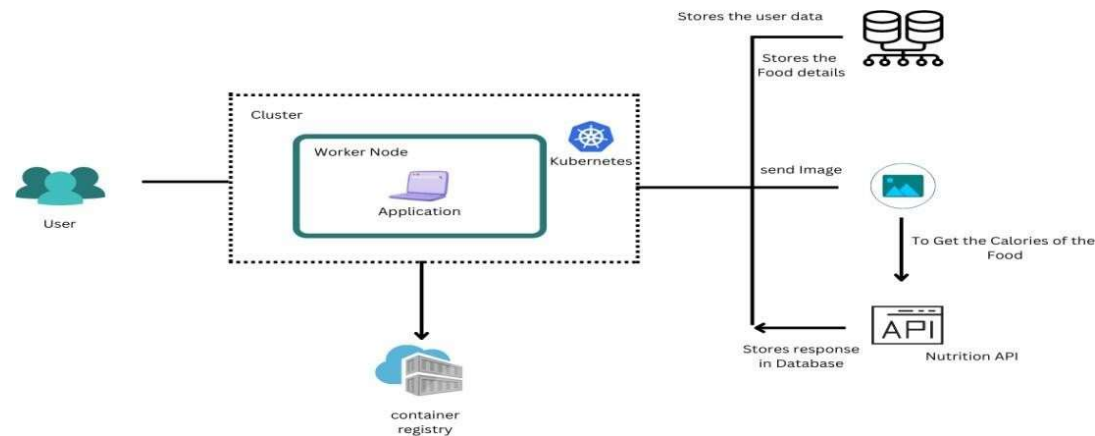 Stores the user data
Stores the
Food details
Cluster
Worker Node
Kubernetes
Application
User
send Image
To Get the Calories of the
Food
API
Nutrition API
Stores response
in Database
container
registry